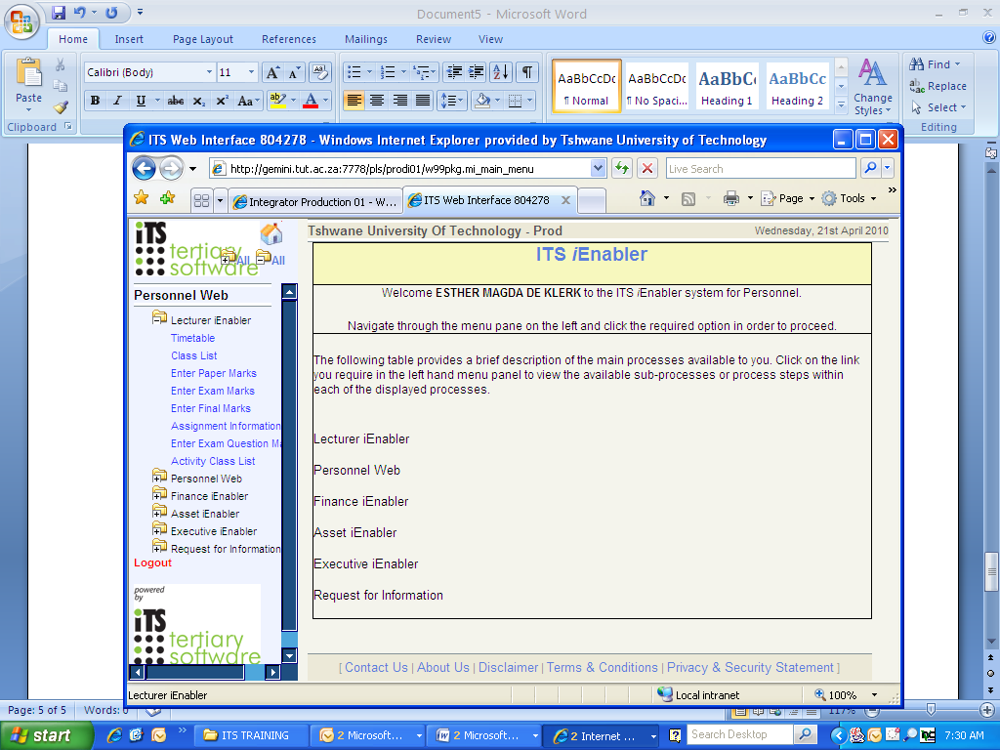 Document5 - Microsoft Word
Home Insert Page Layout References Mailings Review View
Paste
Clipboard
Calibri (Body) 11
AaBbCcDc AaBbCcDc AaBbC AaBbCc
¶ Normal ¶ No Spaci... Heading 1 Heading 2
Change Styles
Find
Replace
Select
Editing
ITS Web Interface 804278 - Windows Internet Explorer provided by Tshwane University of Technology
http://gemini.tut.ac.za:7778/pls/prodi01/w99pkg.mi_main_menu
Live Search
Integrator Production 01 - W...
ITS Web Interface 804278
Page Tools
iTS
tertiary
software
All All
Personnel Web
Lecturer iEnabler
Timetable
Class List
Enter Paper Marks
Enter Exam Marks
Enter Final Marks
Assignment Information
Enter Exam Question Ma
Activity Class List
Personnel Web
Finance iEnabler
Asset iEnabler
Executive iEnabler
Request for Information
Logout
powered
by
iTS
tertiary
software
Tshwane University Of Technology - Prod Wednesday, 21st April 2010
ITS iEnabler
Welcome ESTHER MAGDA DE KLERK to the ITS iEnabler system for Personnel.
Navigate through the menu pane on the left and click the required option in order to proceed.
The following table provides a brief description of the main processes available to you. Click on the link
you require in the left hand menu panel to view the available sub-processes or process steps within
each of the displayed processes.
Lecturer iEnabler
Personnel Web
Finance iEnabler
Asset iEnabler
Executive iEnabler
Request for Information
[ Contact Us | About Us | Disclaimer | Terms & Conditions | Privacy & Security Statement ]
Lecturer iEnabler Local intranet 100%
Page: 5 of 5 Words: 0 117%
start ITS TRAINING 2 Microsoft... 2 Microsoft... 2 Internet ... Search Desktop 7:30 AM